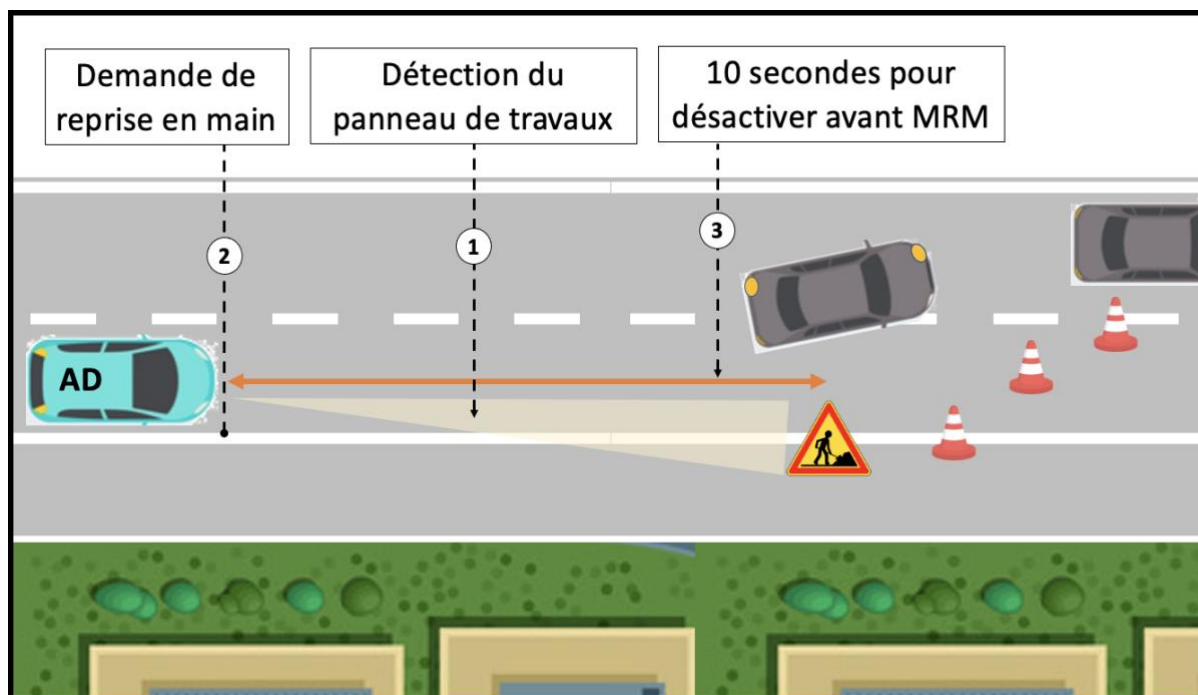 Demande de
reprise en main
Détection du
panneau de travaux
10 secondes pour
désactiver avant MRM
2
1
3
AD